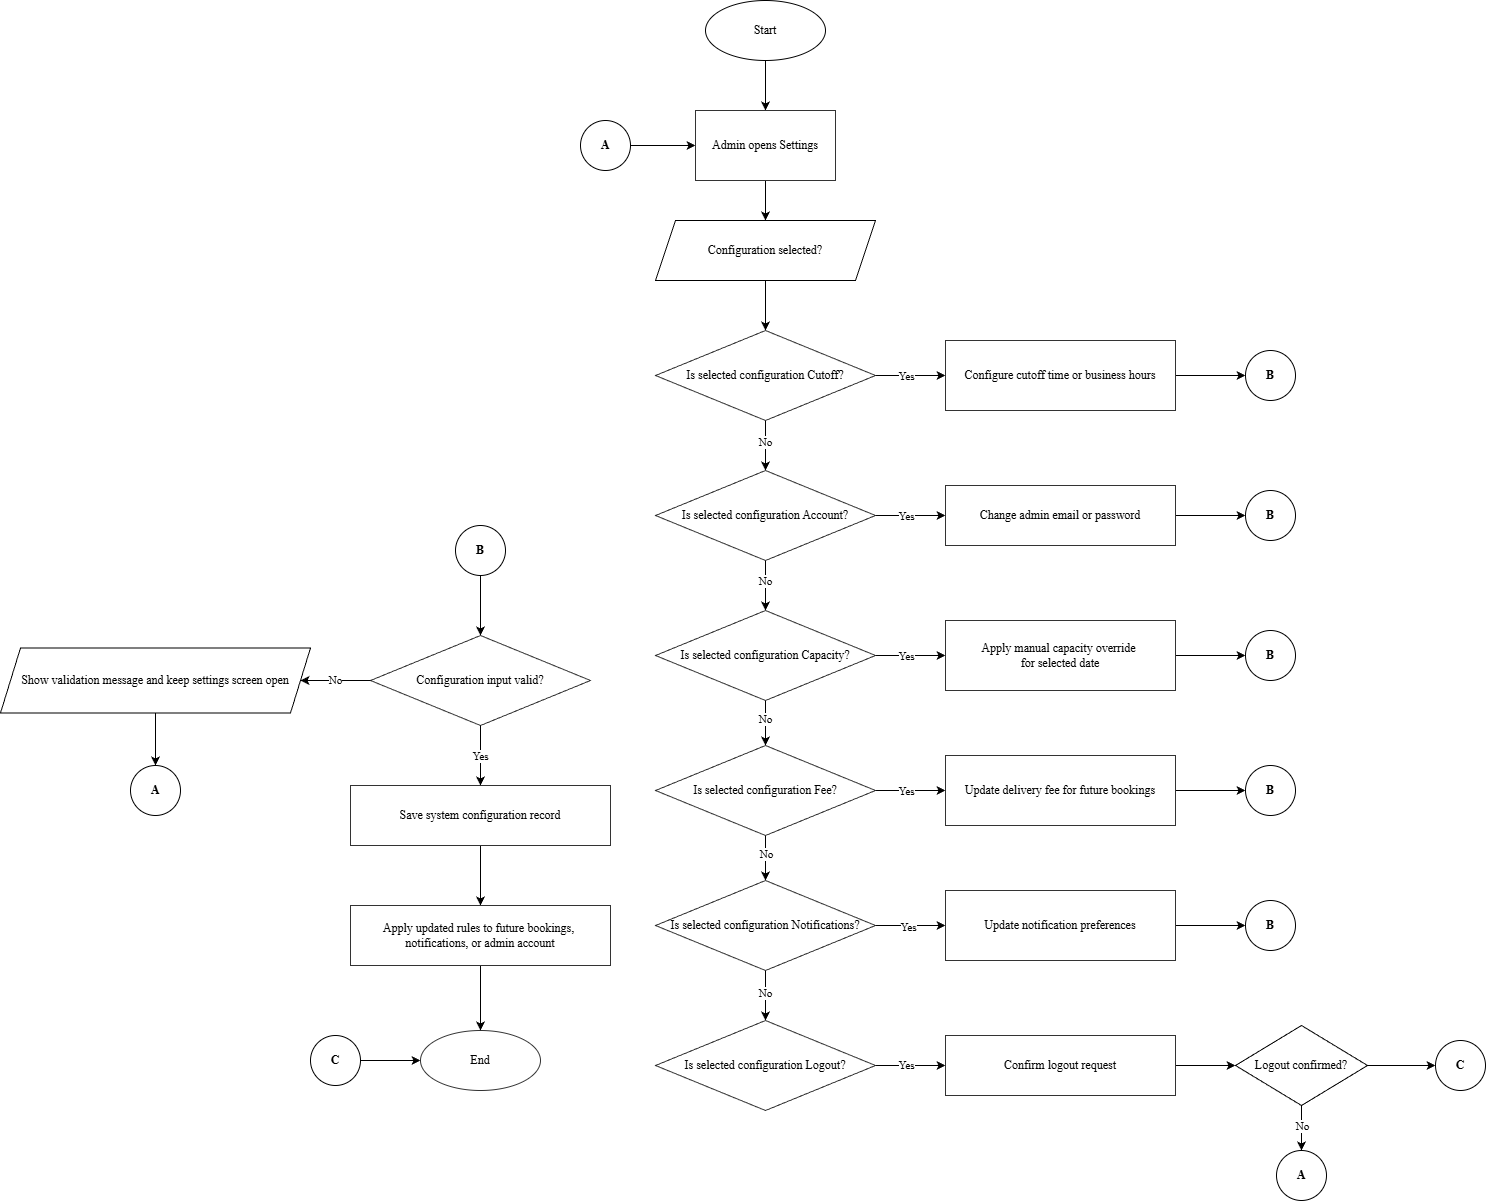 Start
A
Admin opens Settings
Configuration selected?
Is selected configuration Cutoff?
Yes
Configure cutoff time or business hours
B
No
Is selected configuration Account?
Yes
Change admin email or password
B
No
Is selected configuration Capacity?
Yes
Apply manual capacity override
for selected date
B
No
Is selected configuration Fee?
Yes
Update delivery fee for future bookings
B
No
Is selected configuration Notifications?
Yes
Update notification preferences
B
No
Is selected configuration Logout?
Yes
Confirm logout request
Logout confirmed?
C
No
A
B
Configuration input valid?
No
Show validation message and keep settings screen open
A
Yes
Save system configuration record
Apply updated rules to future bookings,
notifications, or admin account
C
End